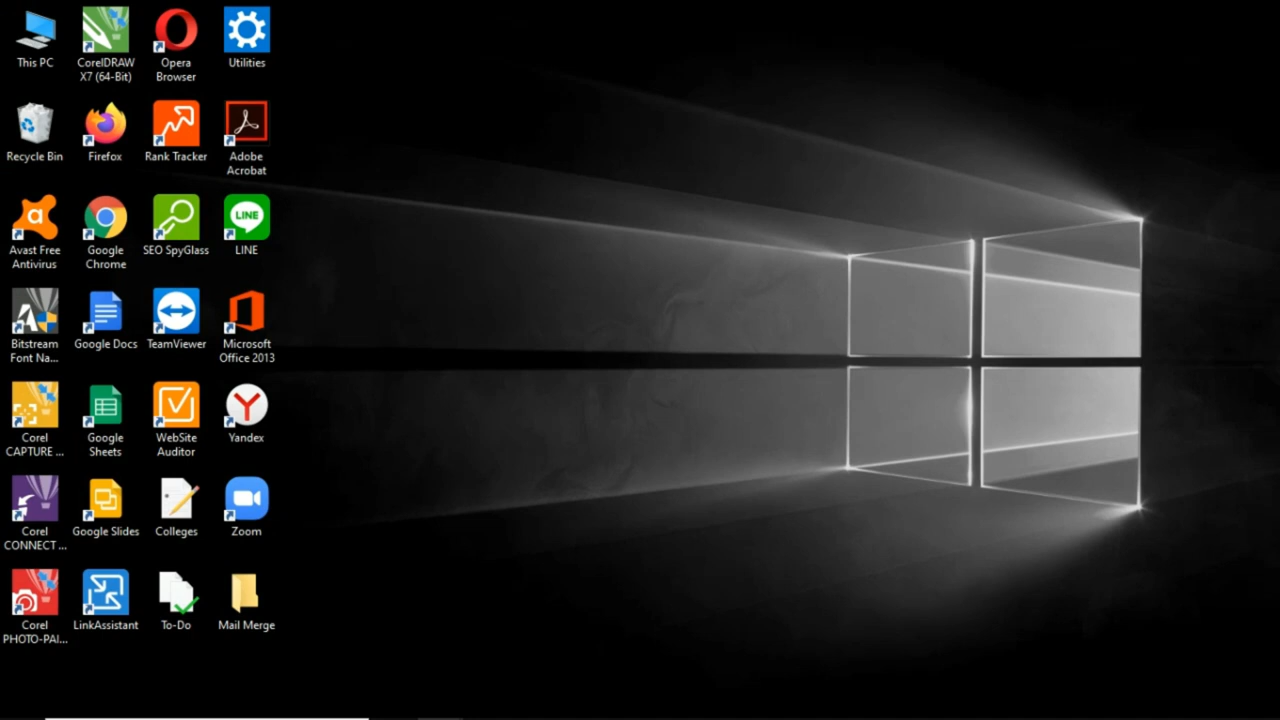 This PC
CorelDRAW
X7 (64-Bit)
Opera
Browser
Utilities
Recycle Bin
Firefox
Rank Tracker
Adobe
Acrobat
Avast Free
Antivirus
Google
Chrome
SEO SpyGlass
LINE
LINE
Bitstream
Font Na...
Google Docs
TeamViewer
Microsoft
Office 2013
Corel
CAPTURE ...
Google
Sheets
WebSite
Auditor
Yandex
Corel
CONNECT ...
Google Slides
Colleges
Zoom
Corel
PHOTO-PAI...
LinkAssistant
To-Do
Mail Merge